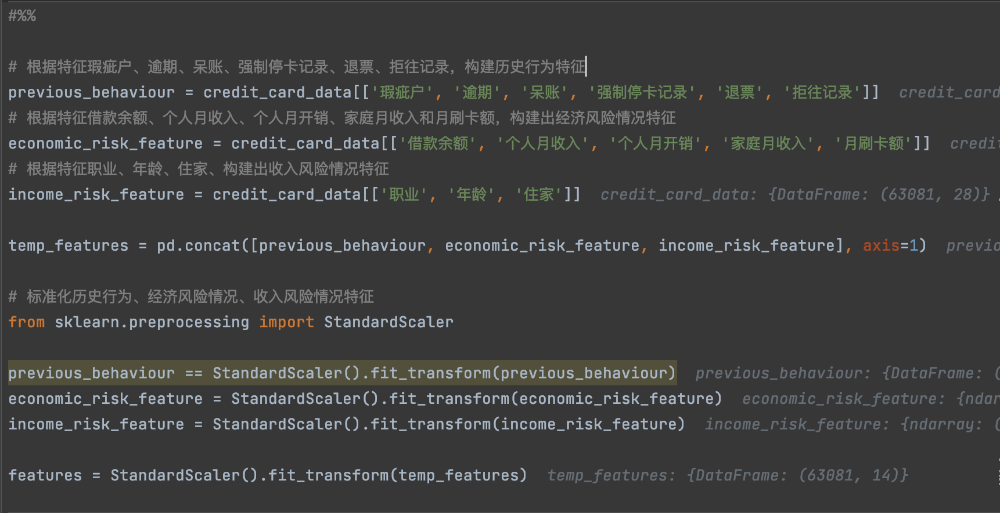 #%%
# 根据特征瑕疵户、逾期、呆账、强制停卡记录、退票、拒往记录，构建历史行为特征
previous_behaviour = credit_card_data[['瑕疵户', '逾期', '呆账', '强制停卡记录', '退票', '拒往记录']]  credit_card
# 根据特征借款余额、个人月收入、个人月开销、家庭月收入和月刷卡额，构建出经济风险情况特征
economic_risk_feature = credit_card_data[['借款余额', '个人月收入', '个人月开销', '家庭月收入', '月刷卡额']]  credit
# 根据特征职业、年龄、住家、构建出收入风险情况特征
income_risk_feature = credit_card_data[['职业', '年龄', '住家']]  credit_card_data: {DataFrame: (63081, 28)}
temp_features = pd.concat([previous_behaviour, economic_risk_feature, income_risk_feature], axis=1)  previo
# 标准化历史行为、经济风险情况、收入风险情况特征
from sklearn.preprocessing import StandardScaler
previous_behaviour == StandardScaler().fit_transform(previous_behaviour)  previous_behaviour: {DataFrame: (
economic_risk_feature = StandardScaler().fit_transform(economic_risk_feature)  economic_risk_feature: {ndar
income_risk_feature = StandardScaler().fit_transform(income_risk_feature)  income_risk_feature: {ndarray: (
features = StandardScaler().fit_transform(temp_features)  temp_features: {DataFrame: (63081, 14)}